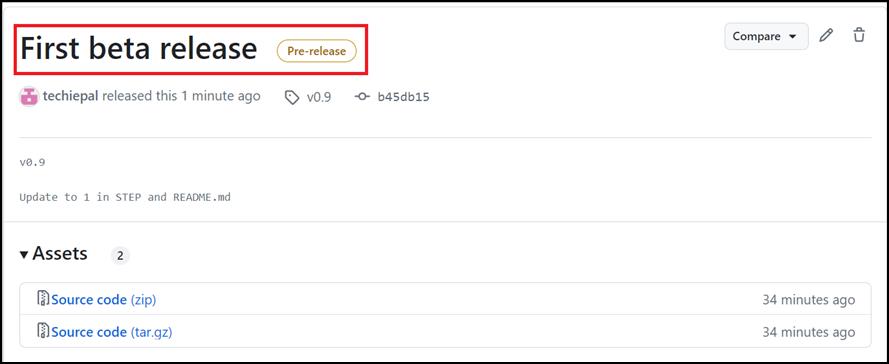 First beta release Pre-release Compare
techiepal released this 1 minute ago v0.9 b45db15
v0.9
Update to 1 in STEP and README.md
Assets 2
Source code (zip) 34 minutes ago
Source code (tar.gz) 34 minutes ago